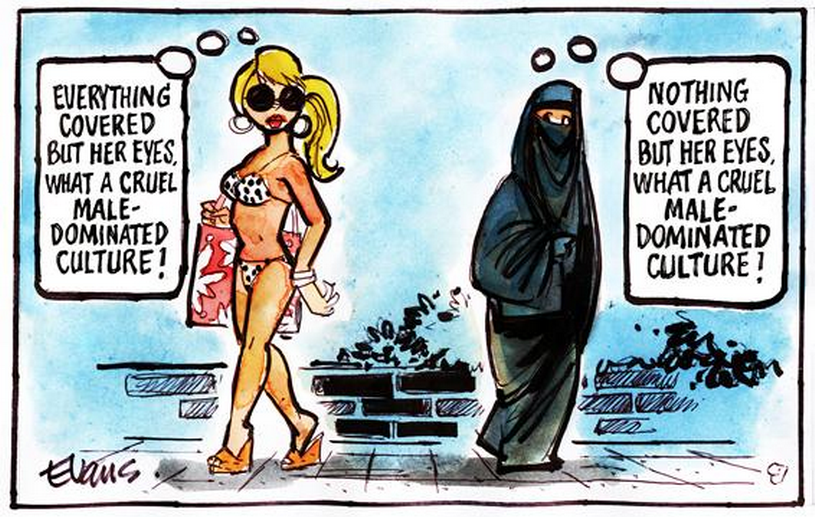 EVERYTHING
COVERED
BUT HER EYES,
WHAT A CRUEL
MALE-
DOMINATED
CULTURE!
NOTHING
COVERED
BUT HER EYES,
WHAT A CRUEL
MALE-
DOMINATED
CULTURE!
EVANS